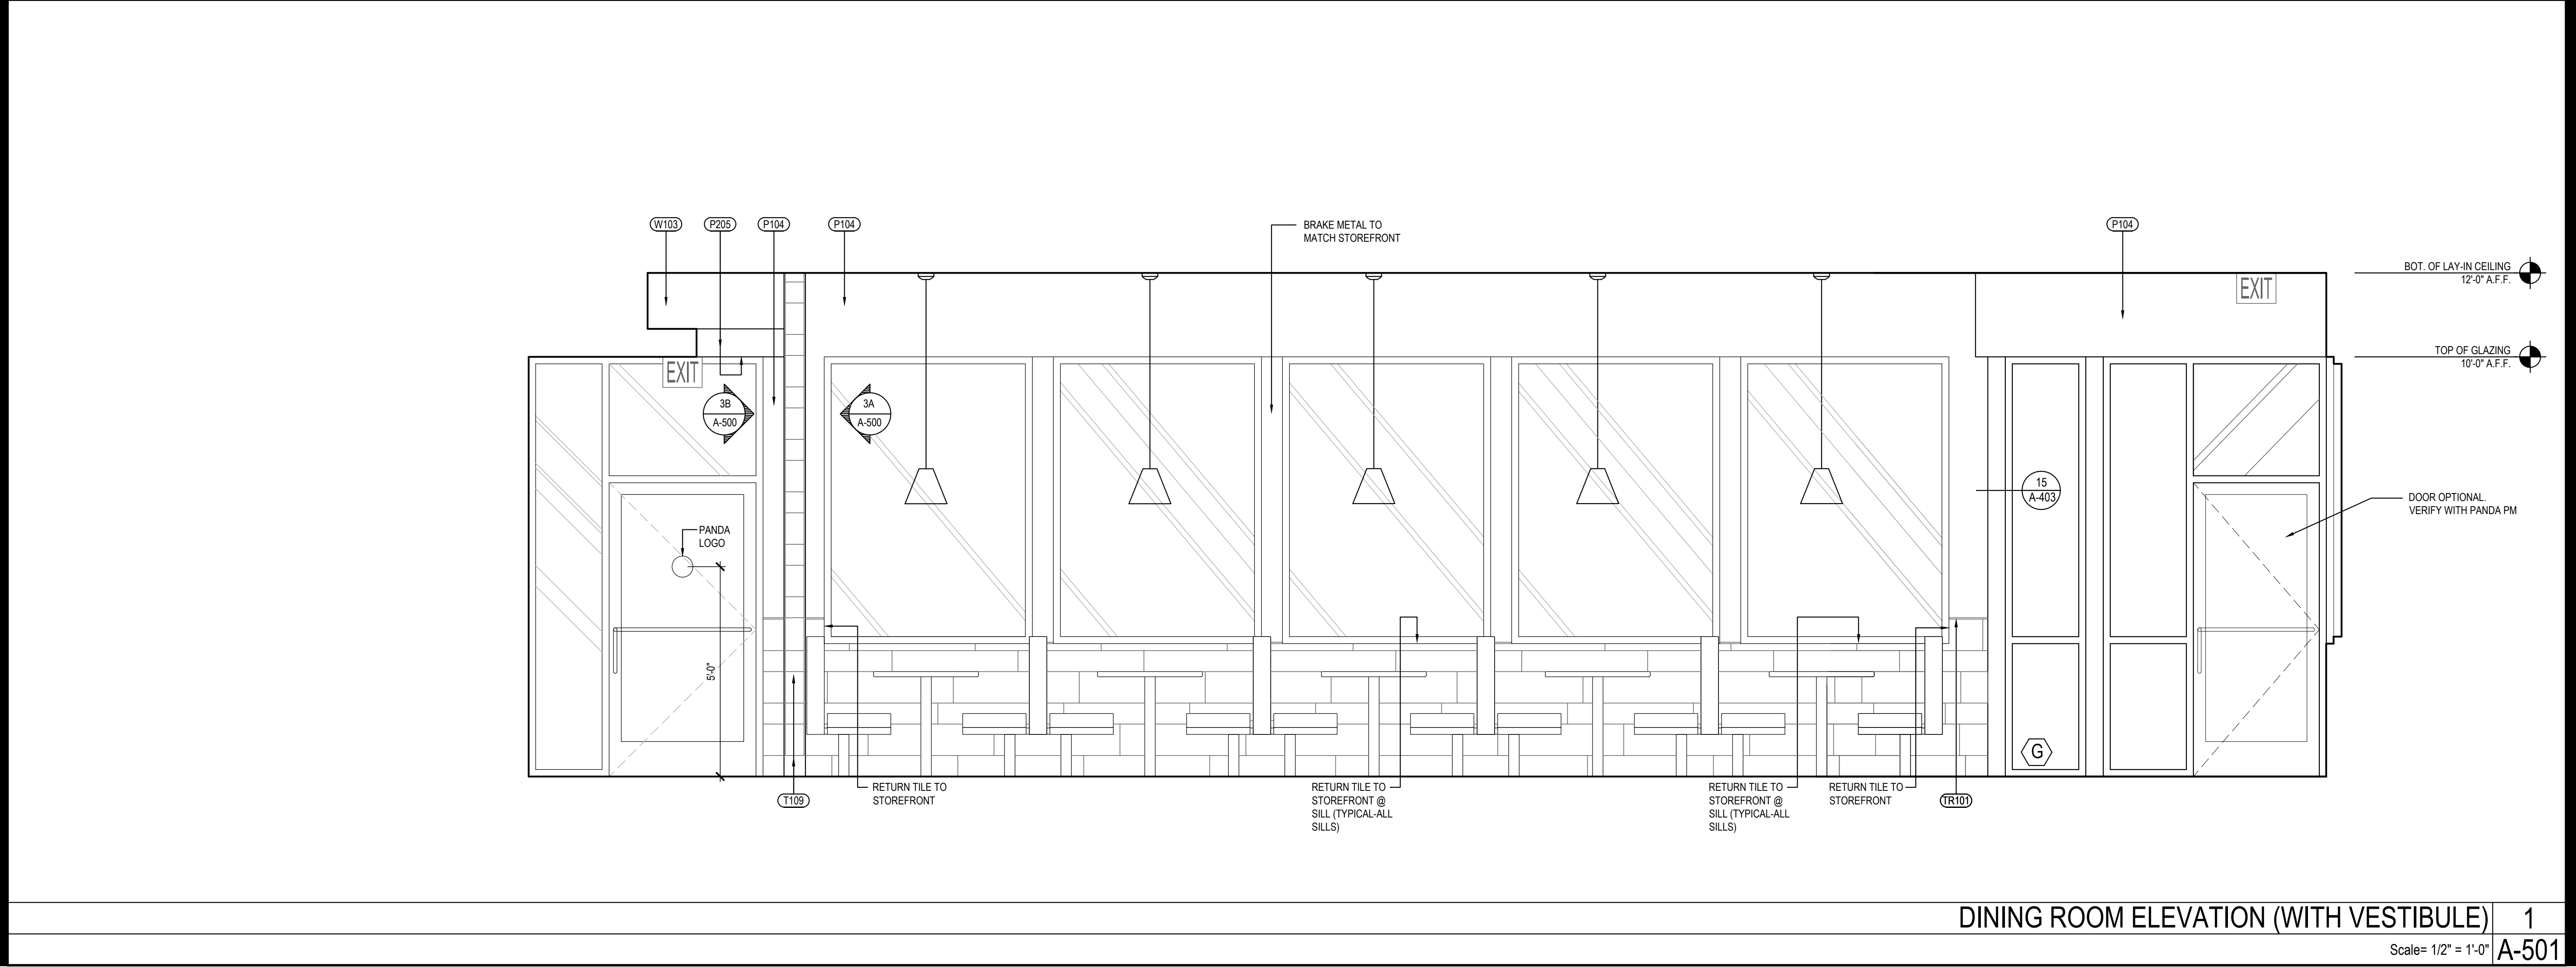 W103
P205
P104
P104
BRAKE METAL TO
MATCH STOREFRONT
P104
BOT. OF LAY-IN CEILING
12'-0" A.F.F.
EXIT
TOP OF GLAZING
10'-0" A.F.F.
EXIT
3B
A-500
3A
A-500
15
A-403
DOOR OPTIONAL.
VERIFY WITH PANDA PM
PANDA
LOGO
5'-0"
G
T109
RETURN TILE TO
STOREFRONT
RETURN TILE TO
STOREFRONT @
SILL (TYPICAL-ALL
SILLS)
RETURN TILE TO
STOREFRONT @
SILL (TYPICAL-ALL
SILLS)
RETURN TILE TO
STOREFRONT
TR101
DINING ROOM ELEVATION (WITH VESTIBULE)
1
Scale= 1/2" = 1'-0"
A-501